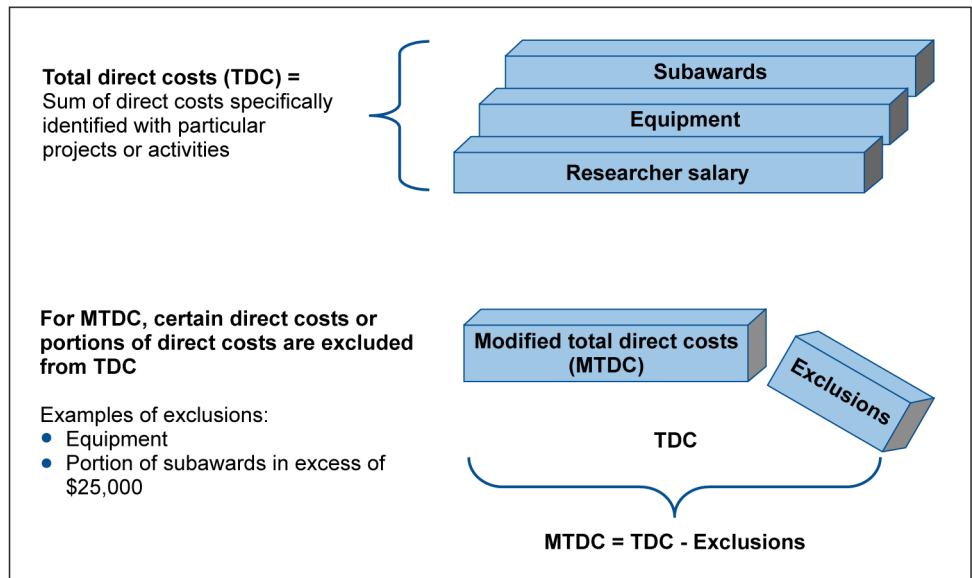 Total direct costs (TDC) =
Sum of direct costs specifically
identified with particular
projects or activities
Subawards
Equipment
Researcher salary
For MTDC, certain direct costs or
portions of direct costs are excluded
from TDC
Examples of exclusions:
● Equipment
● Portion of subawards in excess of
$25,000
Modified total direct costs
(MTDC)
Exclusions
TDC
MTDC = TDC - Exclusions